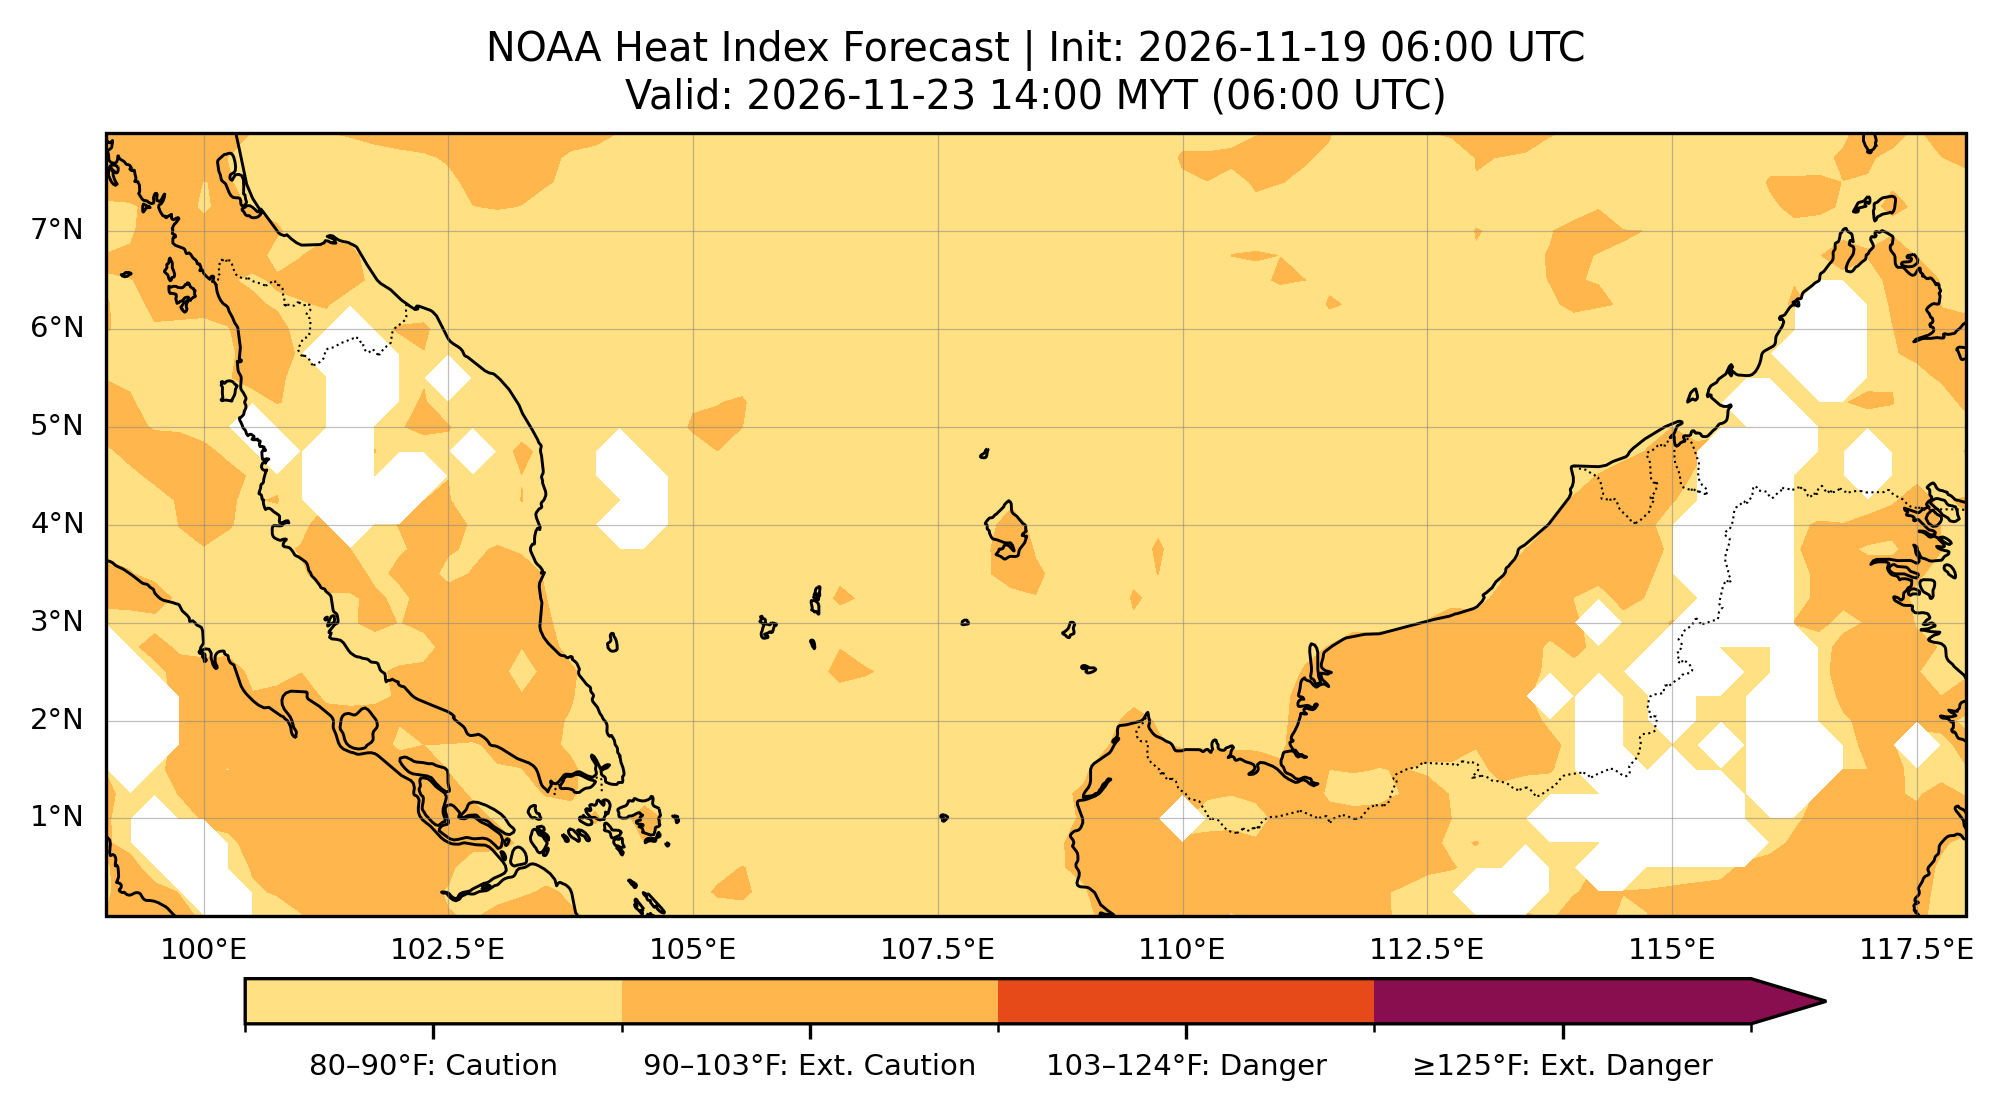 NOAA Heat Index Forecast | Init: 2026-11-19 06:00 UTC
Valid: 2026-11-23 14:00 MYT (06:00 UTC)
7°N
6°N
5°N
4°N
3°N
2°N
1°N
100°E
102.5°E
105°E
107.5°E
110°E
112.5°E
115°E
117.5°E
80–90°F: Caution
90–103°F: Ext. Caution
103–124°F: Danger
≥125°F: Ext. Danger